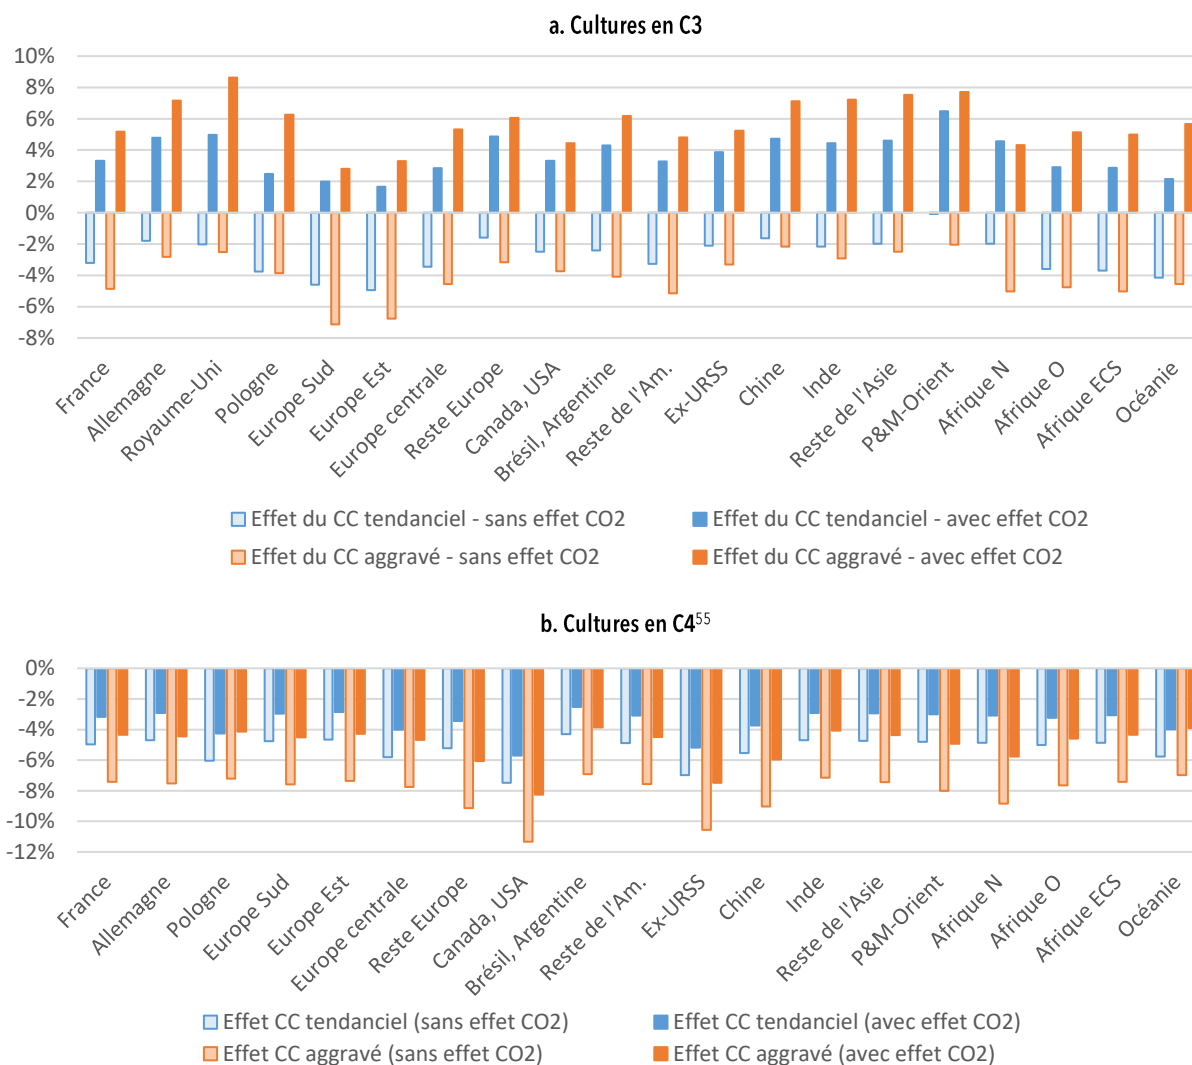 a. Cultures en C3
10%
8%
6%
4%
2%
0%
-2%
-4%
-6%
-8%
France
Allemagne
Royaume-Uni
Pologne
Europe Sud
Europe Est
Europe centrale
Reste Europe
Canada, USA
Brésil, Argentine
Reste de l'Am.
Ex-URSS
Chine
Inde
Reste de l'Asie
P&M-Orient
Afrique N
Afrique O
Afrique ECS
Océanie
Effet du CC tendanciel - sans effet CO2
Effet du CC tendanciel - avec effet CO2
Effet du CC aggravé - sans effet CO2
Effet du CC aggravé - avec effet CO2
b. Cultures en C4⁵⁵
0%
-2%
-4%
-6%
-8%
-10%
-12%
France
Allemagne
Pologne
Europe Sud
Europe Est
Europe centrale
Reste Europe
Canada, USA
Brésil, Argentine
Reste de l'Am.
Ex-URSS
Chine
Inde
Reste de l'Asie
P&M-Orient
Afrique N
Afrique O
Afrique ECS
Océanie
Effet CC tendanciel (sans effet CO2)
Effet CC tendanciel (avec effet CO2)
Effet CC aggravé (sans effet CO2)
Effet CC aggravé (avec effet CO2)